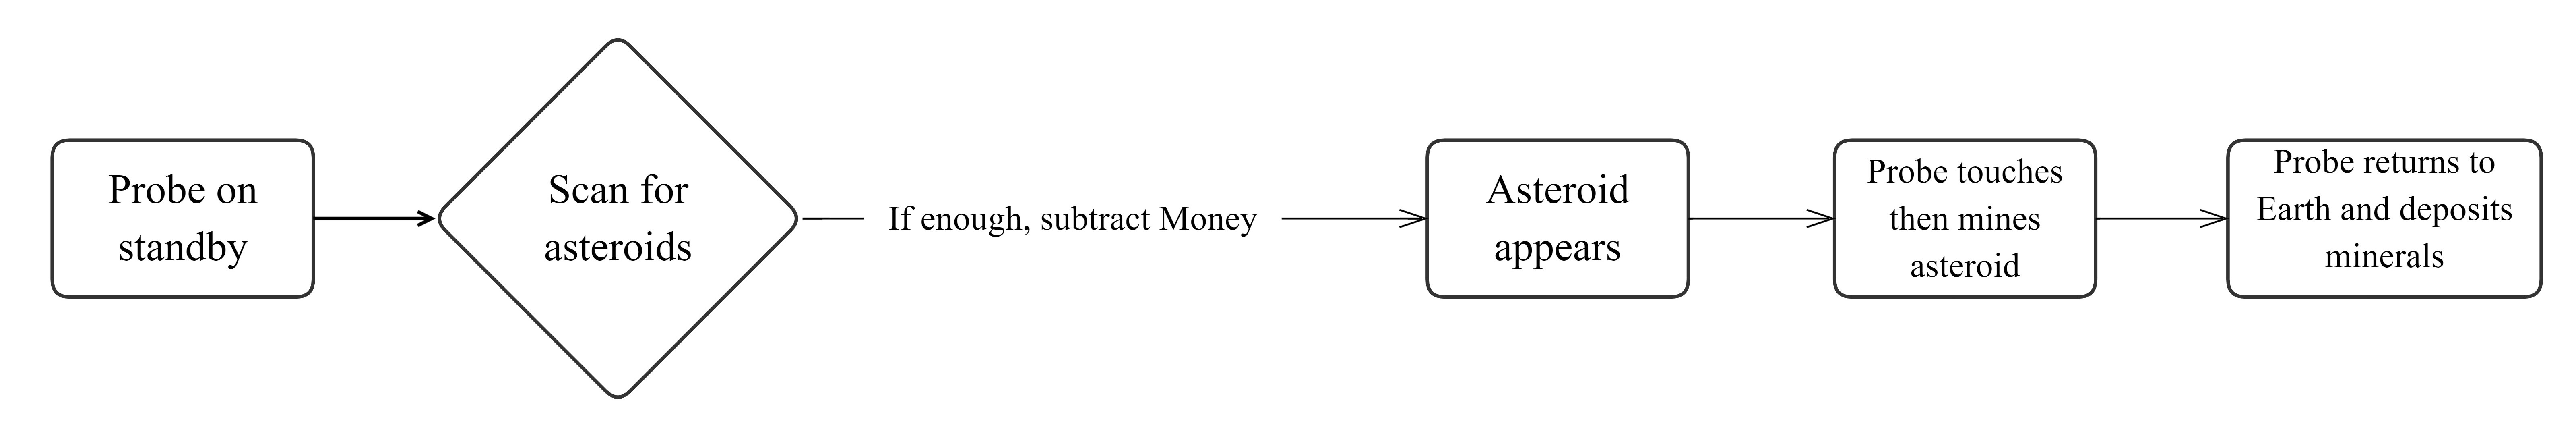 Probe on
standby
Scan for
asteroids
If enough, subtract Money
Asteroid
appears
Probe touches
then mines
asteroid
Probe returns to
Earth and deposits
minerals